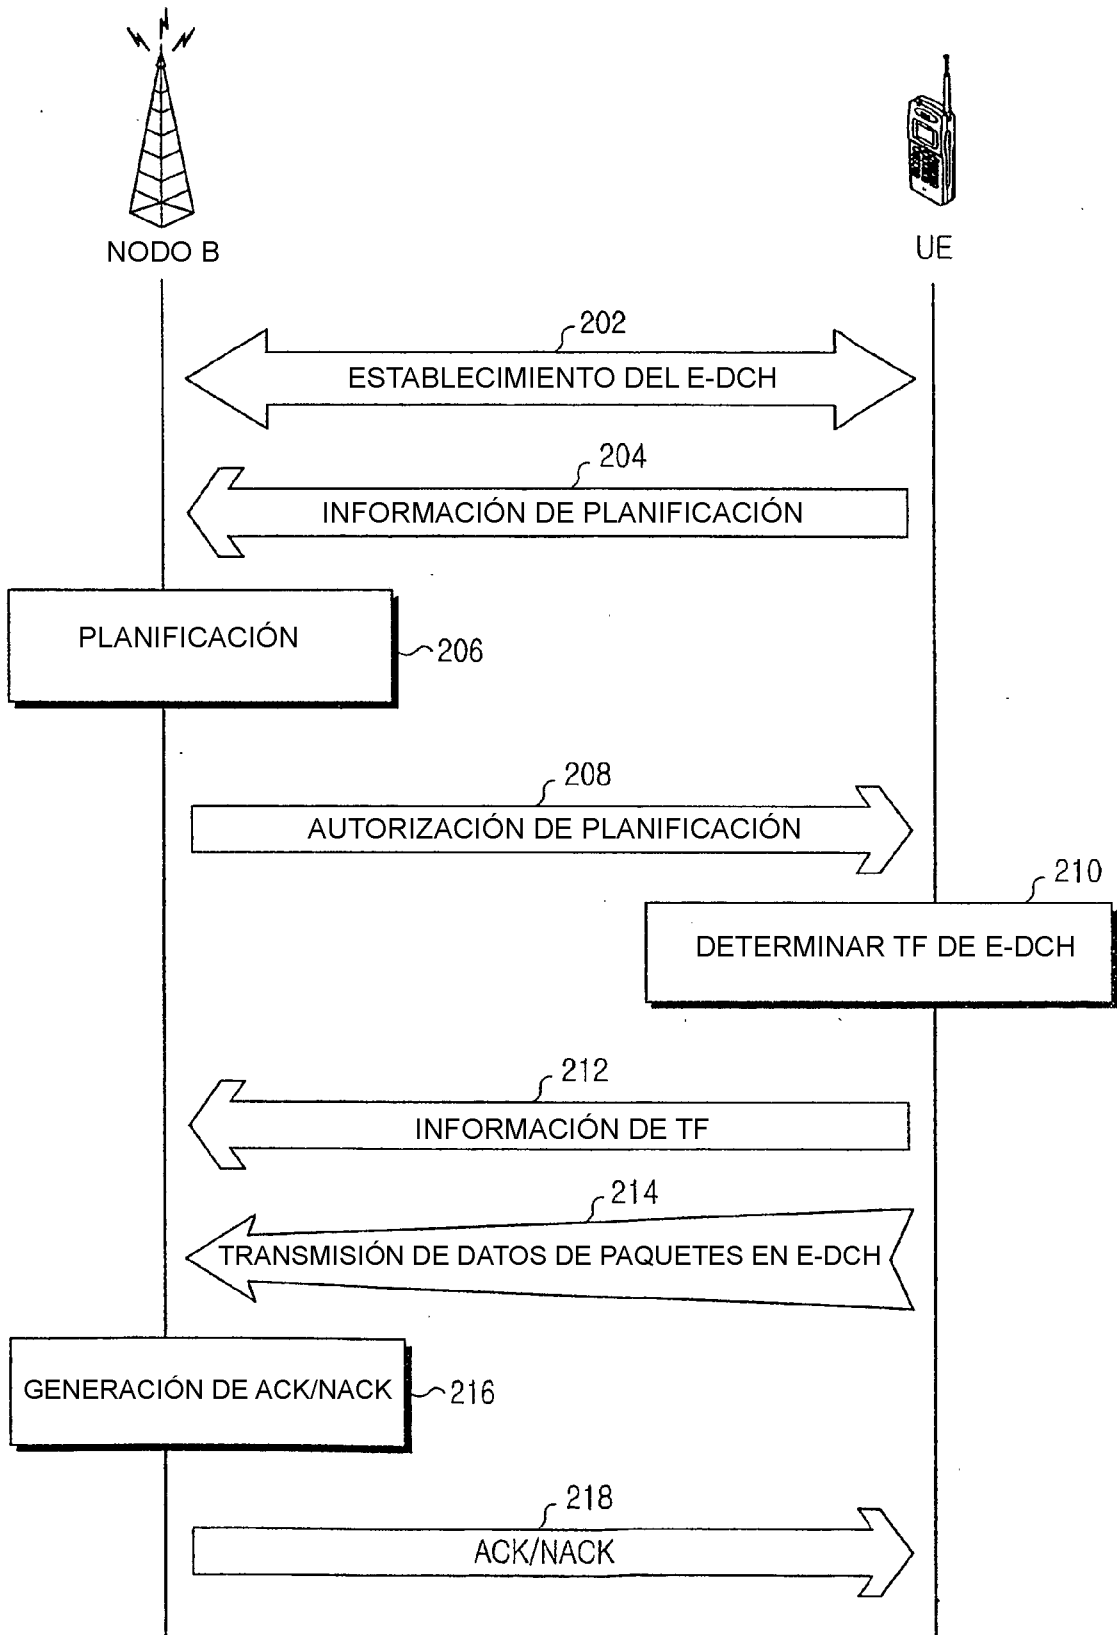 NODO B
UE
202
ESTABLECIMIENTO DEL E-DCH
204
INFORMACIÓN DE PLANIFICACIÓN
PLANIFICACIÓN
206
208
AUTORIZACIÓN DE PLANIFICACIÓN
210
DETERMINAR TF DE E-DCH
212
INFORMACIÓN DE TF
214
TRANSMISIÓN DE DATOS DE PAQUETES EN E-DCH
GENERACIÓN DE ACK/NACK
216
218
ACK/NACK